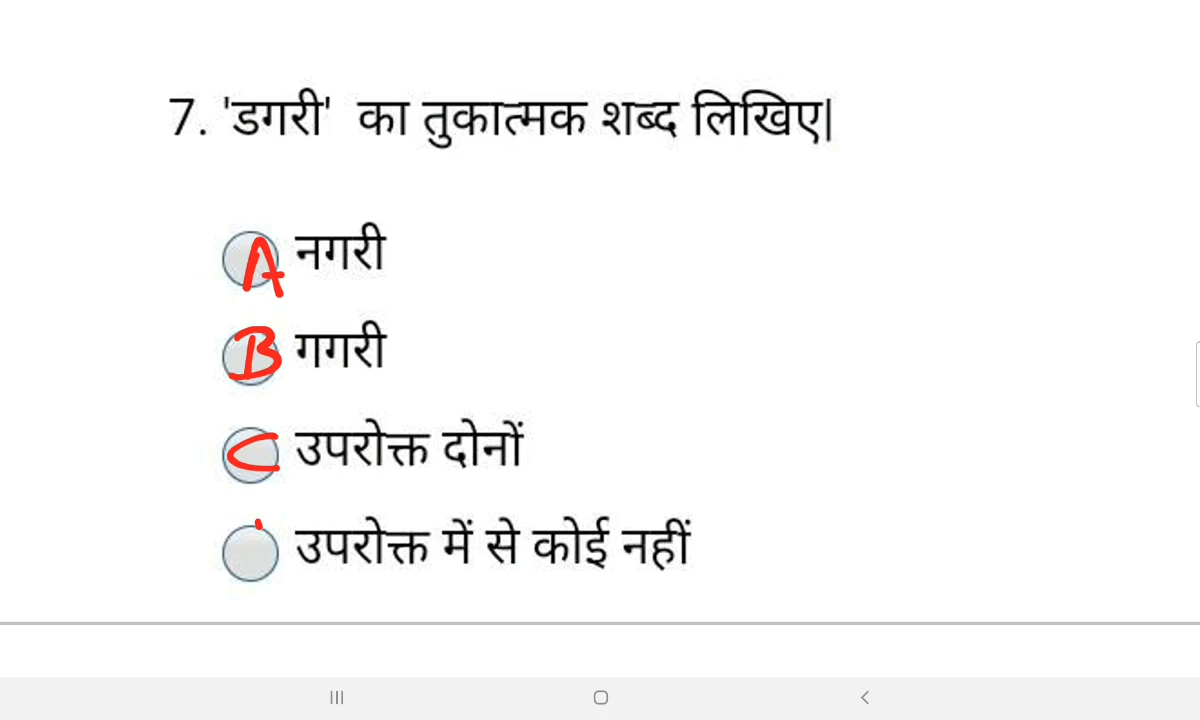 7. 'डगरी' का तुकात्मक शब्द लिखिए|
A नगरी
B गगरी
C उपरोक्त दोनों
उपरोक्त में से कोई नहीं